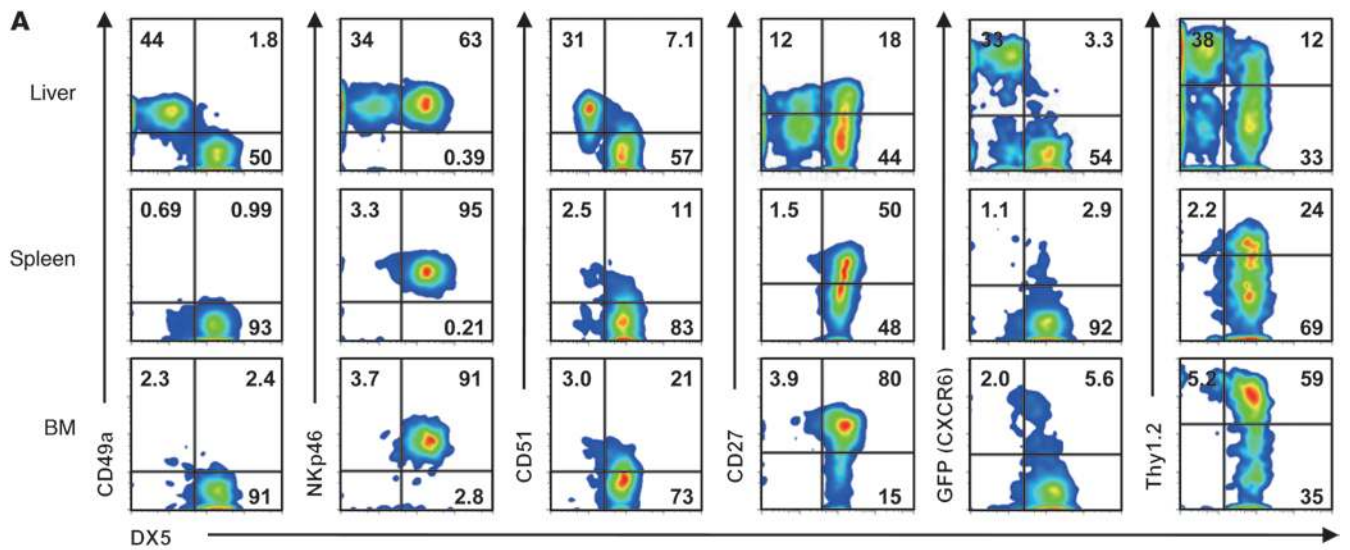 A
44 1.8 34 63 31 7.1 12 18 33 3.3 38 12
Liver
50 0.39 57 44 54 33
0.69 0.99 3.3 95 2.5 11 1.5 50 1.1 2.9 2.2 24
Spleen
93 0.21 83 48 92 69
2.3 2.4 3.7 91 3.0 21 3.9 80 2.0 5.6 5.2 59
BM
91 2.8 73 15 35
CD49a
NKp46
CD51
CD27
GFP (CXCR6)
Thy1.2
DX5